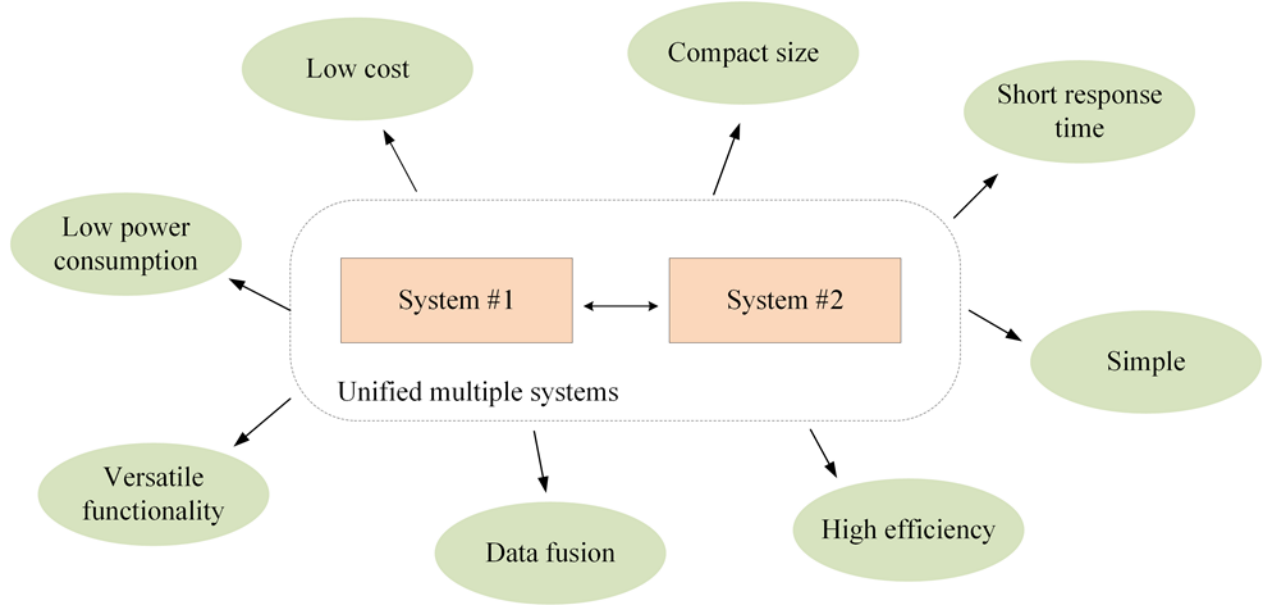 Low cost
Compact size
Short response
time
Low power
consumption
System #1
System #2
Simple
Unified multiple systems
Versatile
functionality
Data fusion
High efficiency